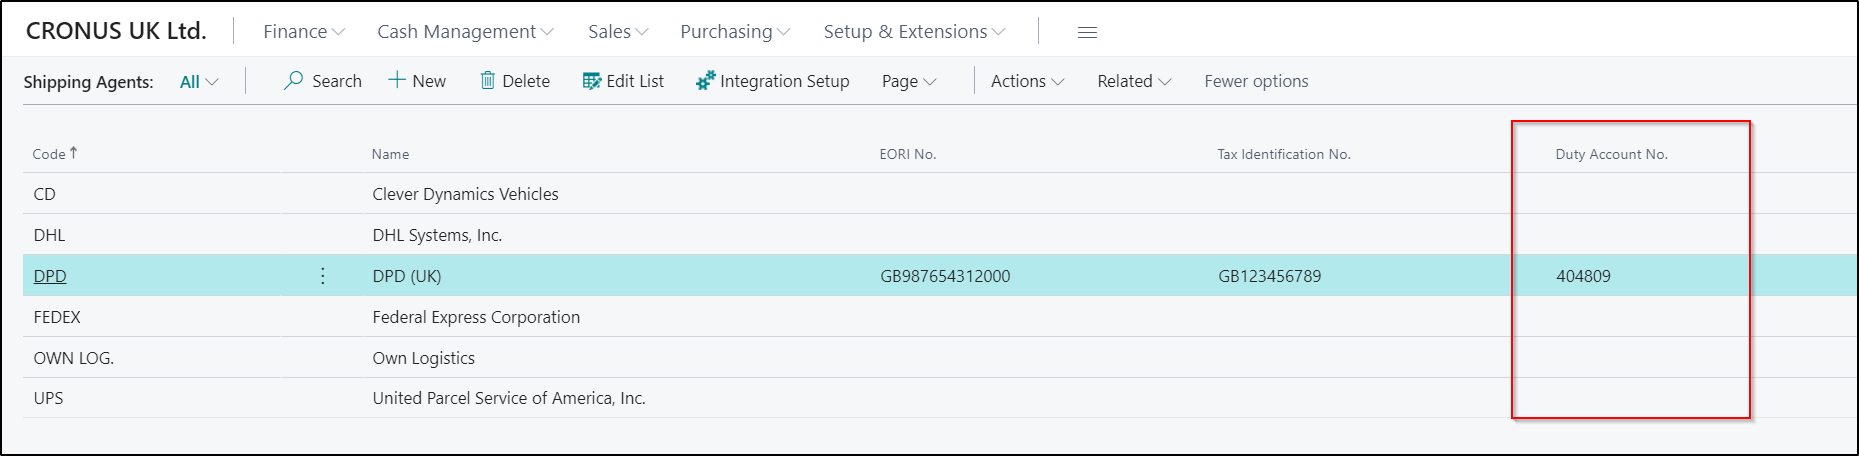 CRONUS UK Ltd. Finance Cash Management Sales Purchasing Setup & Extensions
Shipping Agents: All Search New Delete Edit List Integration Setup Page Actions Related Fewer options
Code↑ Name EORI No. Tax Identification No. Duty Account No.
CD Clever Dynamics Vehicles
DHL DHL Systems, Inc.
DPD DPD (UK) GB987654312000 GB123456789 404809
FEDEX Federal Express Corporation
OWN LOG. Own Logistics
UPS United Parcel Service of America, Inc.